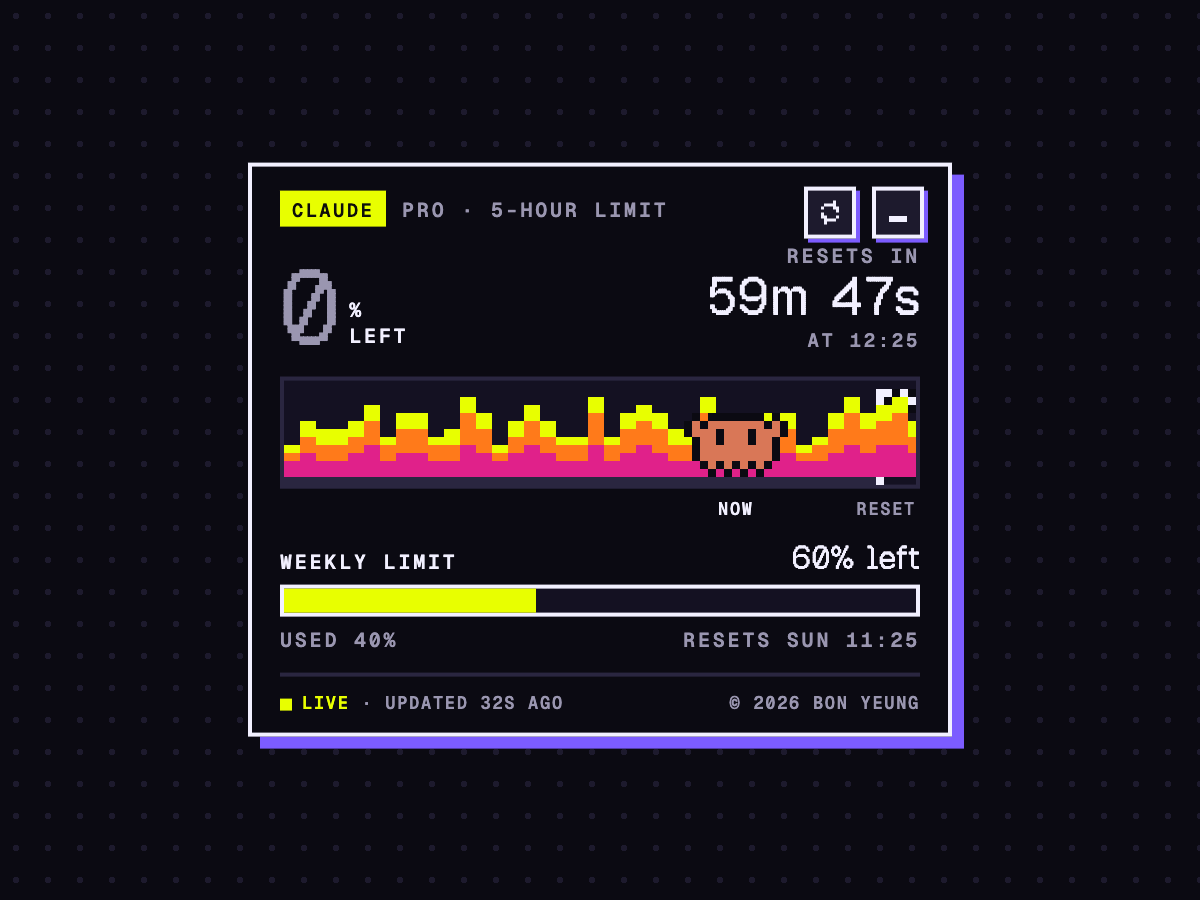 CLAUDE PRO · 5-HOUR LIMIT
RESETS IN
0 % LEFT
59m 47s
AT 12:25
NOW RESET
WEEKLY LIMIT 60% left
USED 40% RESETS SUN 11:25
LIVE · UPDATED 32S AGO © 2026 BON YEUNG